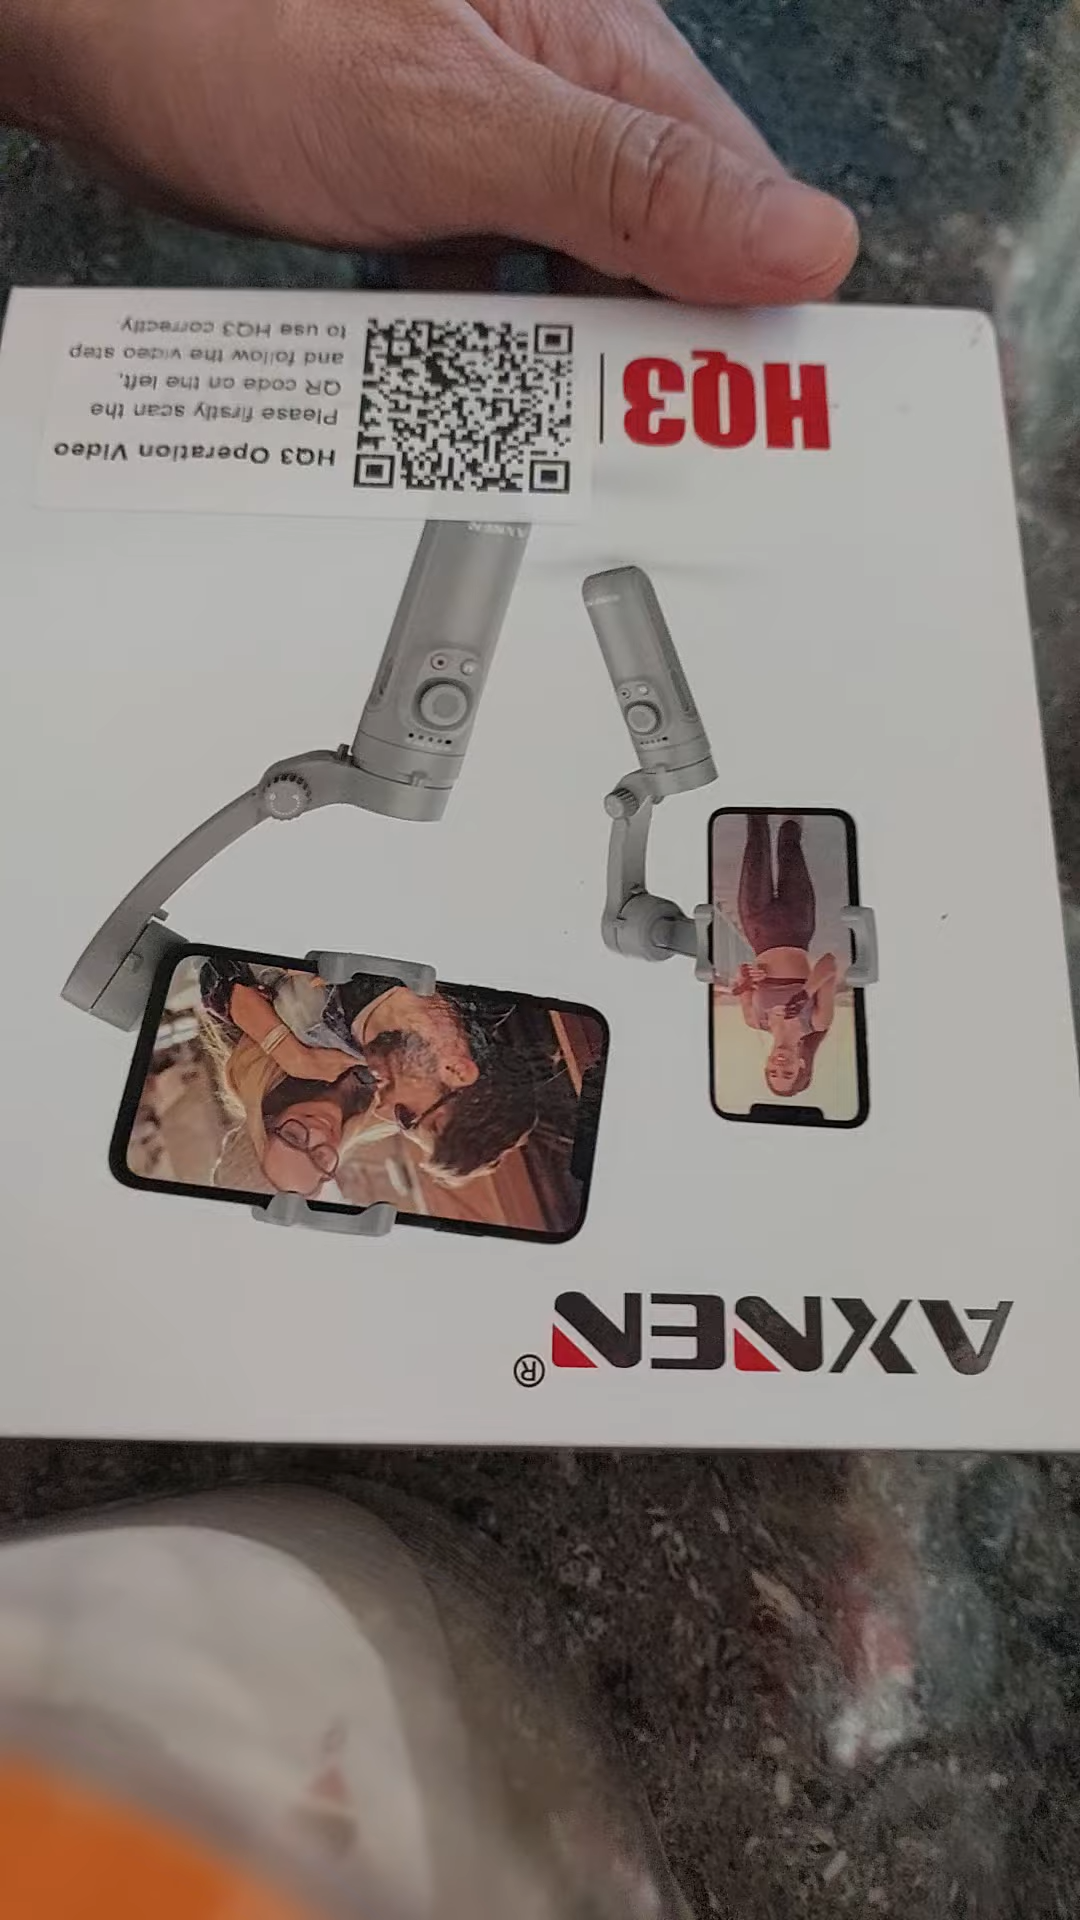 AXNEN®
AXNEN
HQ3
HQ3 Operation Video
Please firstly scan the
QR code on the left,
and follow the video step
to use HQ3 correctly.